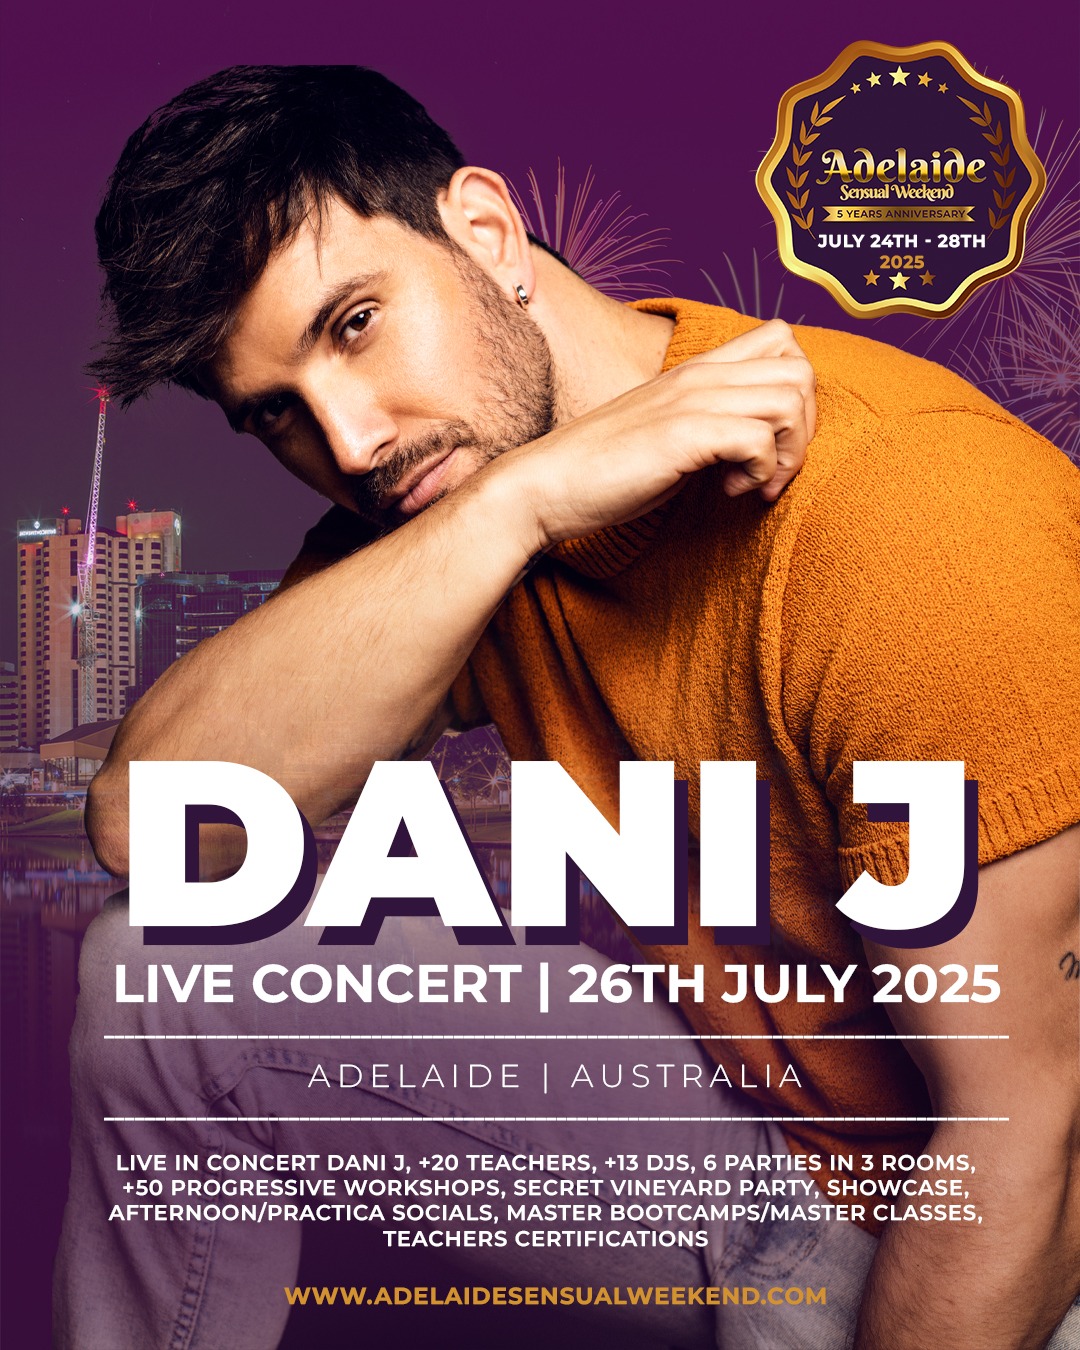 Adelaide
Sensual Weekend
5 YEARS ANNIVERSARY
JULY 24TH - 28TH
2025
DANI J
LIVE CONCERT | 26TH JULY 2025
ADELAIDE | AUSTRALIA
LIVE IN CONCERT DANI J, +20 TEACHERS, +13 DJS, 6 PARTIES IN 3 ROOMS,
+50 PROGRESSIVE WORKSHOPS, SECRET VINEYARD PARTY, SHOWCASE,
AFTERNOON/PRACTICA SOCIALS, MASTER BOOTCAMPS/MASTER CLASSES,
TEACHERS CERTIFICATIONS
WWW.ADELAIDESENSUALWEEKEND.COM